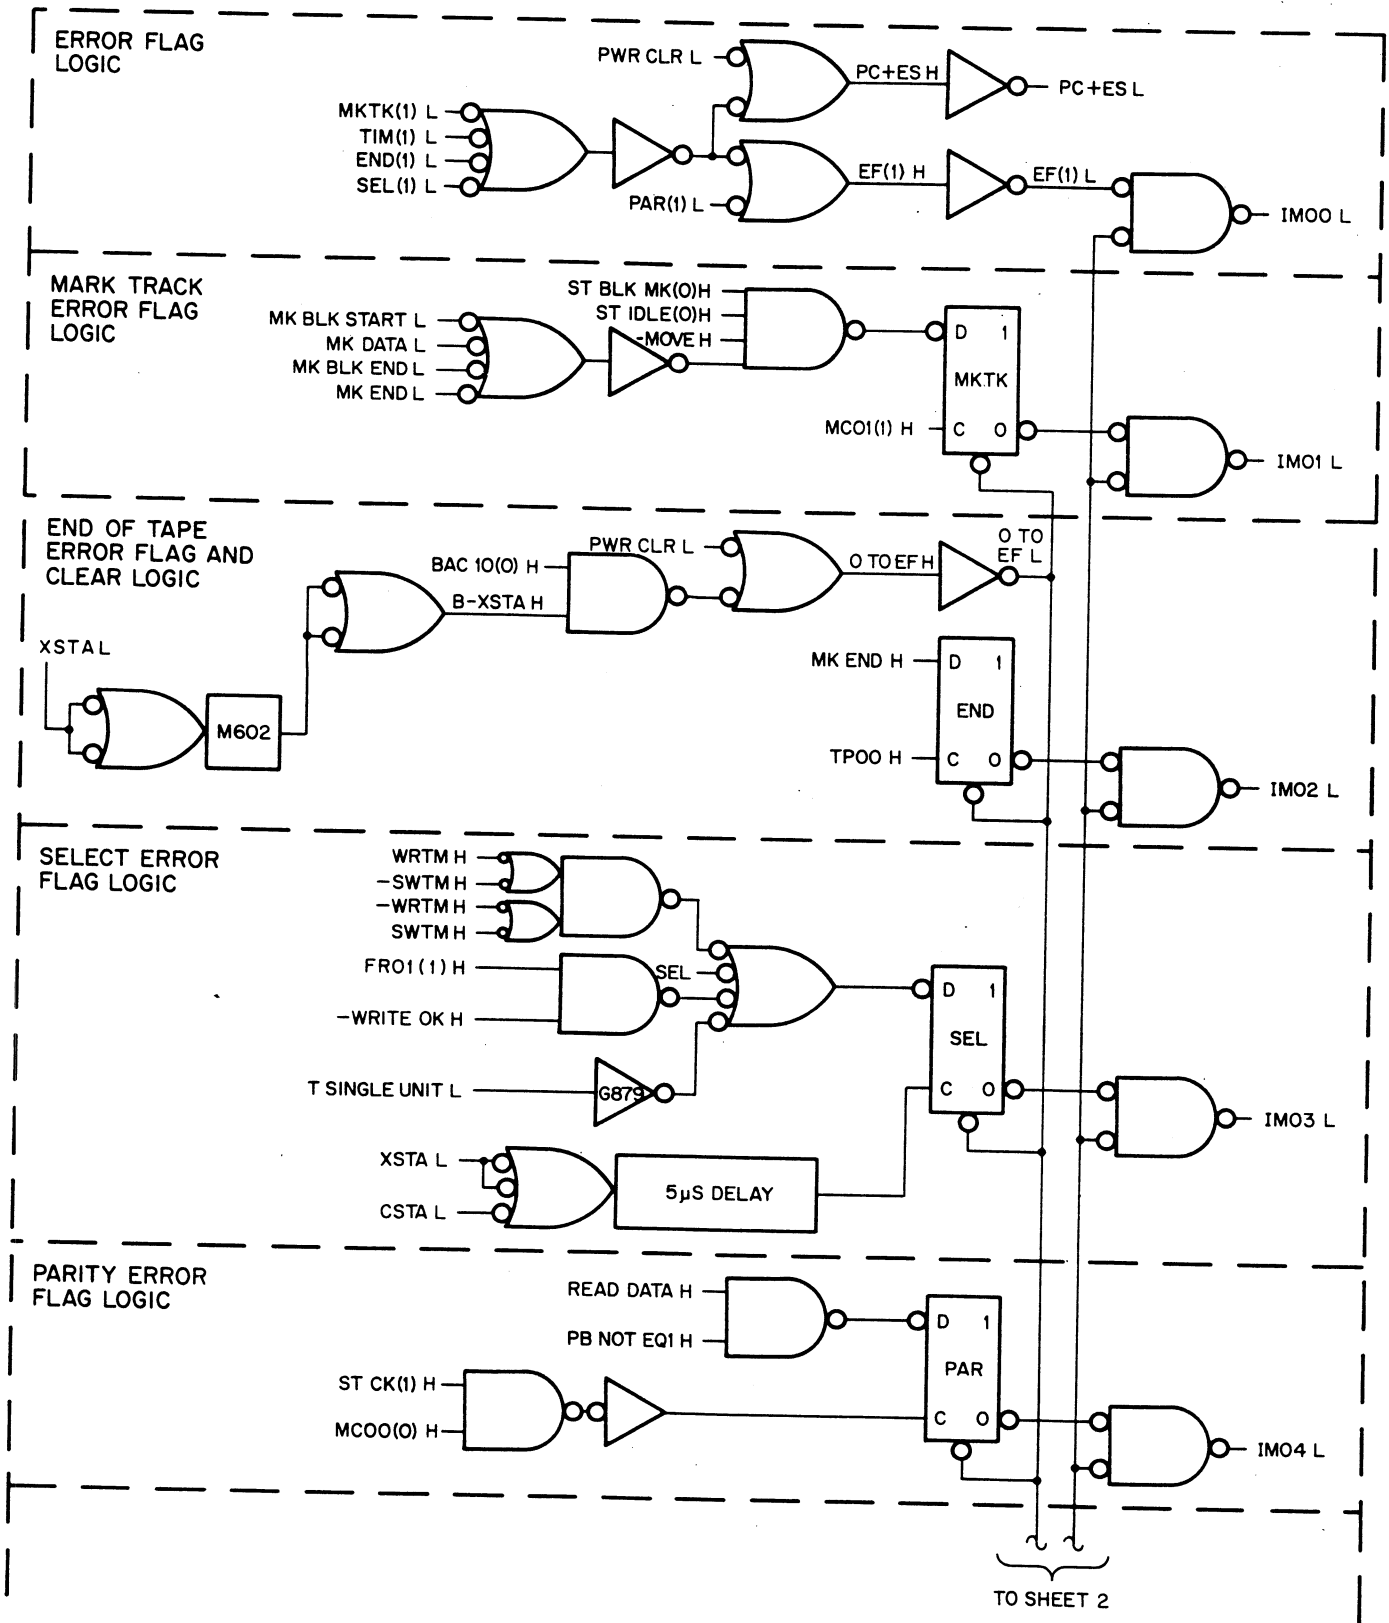 ERROR FLAG
LOGIC
PWR CLR L
PC+ES H
PC+ES L
MKTK(1) L
TIM(1) L
END(1) L
SEL(1) L
PAR(1) L
EF(1) H
EF(1) L
IM00 L
MARK TRACK
ERROR FLAG
LOGIC
MK BLK START L
MK DATA L
MK BLK END L
MK END L
ST BLK MK(0)H
ST IDLE(0)H
-MOVE H
D 1
MKTK
MC01(1) H
C 0
IM01 L
END OF TAPE
ERROR FLAG AND
CLEAR LOGIC
XSTA L
M602
BAC 10(0) H
B-XSTA H
PWR CLR L
0 TO EF H
0 TO
EF L
MK END H
D 1
END
TP00 H
C 0
IM02 L
SELECT ERROR
FLAG LOGIC
WRTM H
-SWTM H
-WRTM H
SWTM H
FR01(1) H
-WRITE OK H
SEL
T SINGLE UNIT L
G879
D 1
SEL
C 0
XSTA L
CSTA L
5µS DELAY
IM03 L
PARITY ERROR
FLAG LOGIC
READ DATA H
PB NOT EQ1 H
ST CK(1) H
MC00(0) H
D 1
PAR
C 0
IM04 L
TO SHEET 2